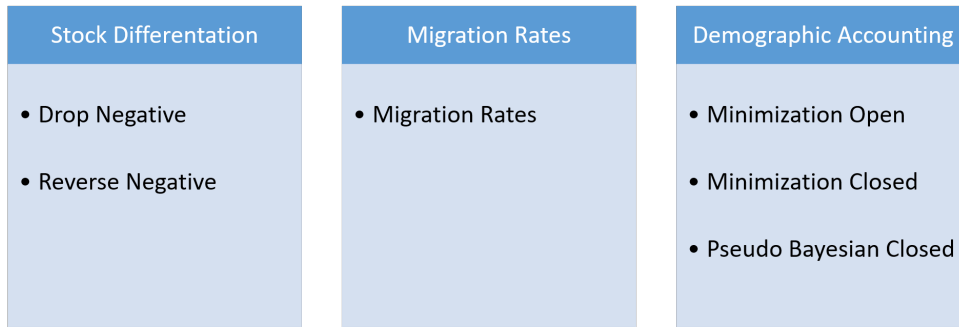 Stock Differentation
• Drop Negative
• Reverse Negative
Migration Rates
• Migration Rates
Demographic Accounting
• Minimization Open
• Minimization Closed
• Pseudo Bayesian Closed